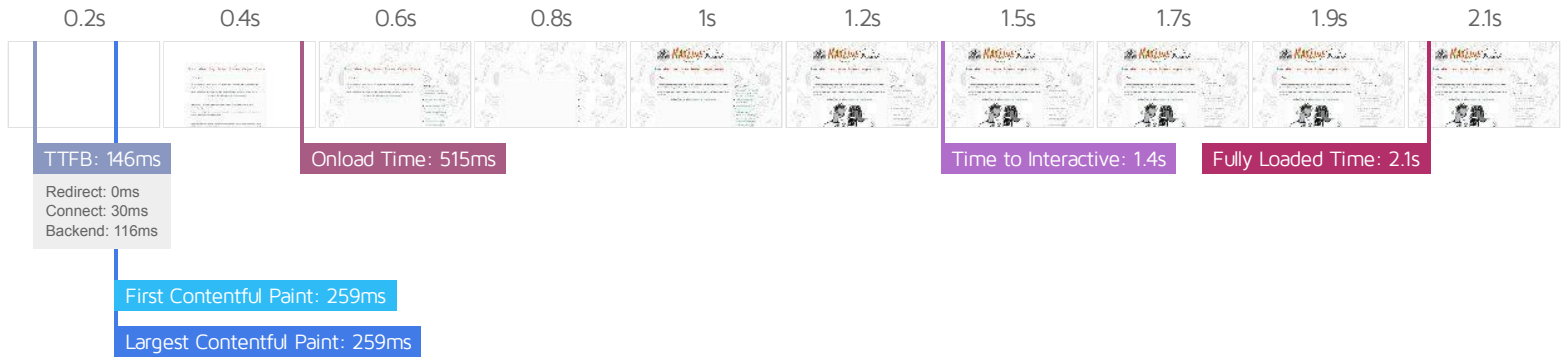 0.2s 0.4s 0.6s 0.8s 1s 1.2s 1.5s 1.7s 1.9s 2.1s
TTFB: 146ms
Redirect: 0ms
Connect: 30ms
Backend: 116ms
Onload Time: 515ms
Time to Interactive: 1.4s
Fully Loaded Time: 2.1s
First Contentful Paint: 259ms
Largest Contentful Paint: 259ms